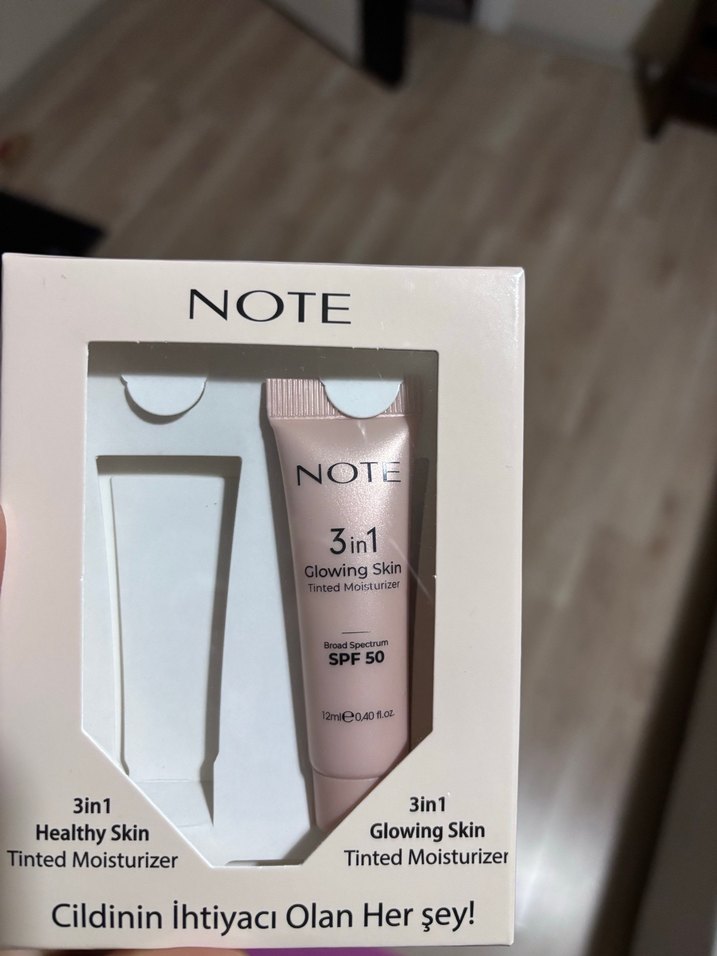 NOTE
NOTE
3in1
Glowing Skin
Tinted Moisturizer
Broad Spectrum
SPF 50
12ml℮0,40 fl.oz.
3in1
Healthy Skin
Tinted Moisturizer
3in1
Glowing Skin
Tinted Moisturizer
Cildinin İhtiyacı Olan Her şey!